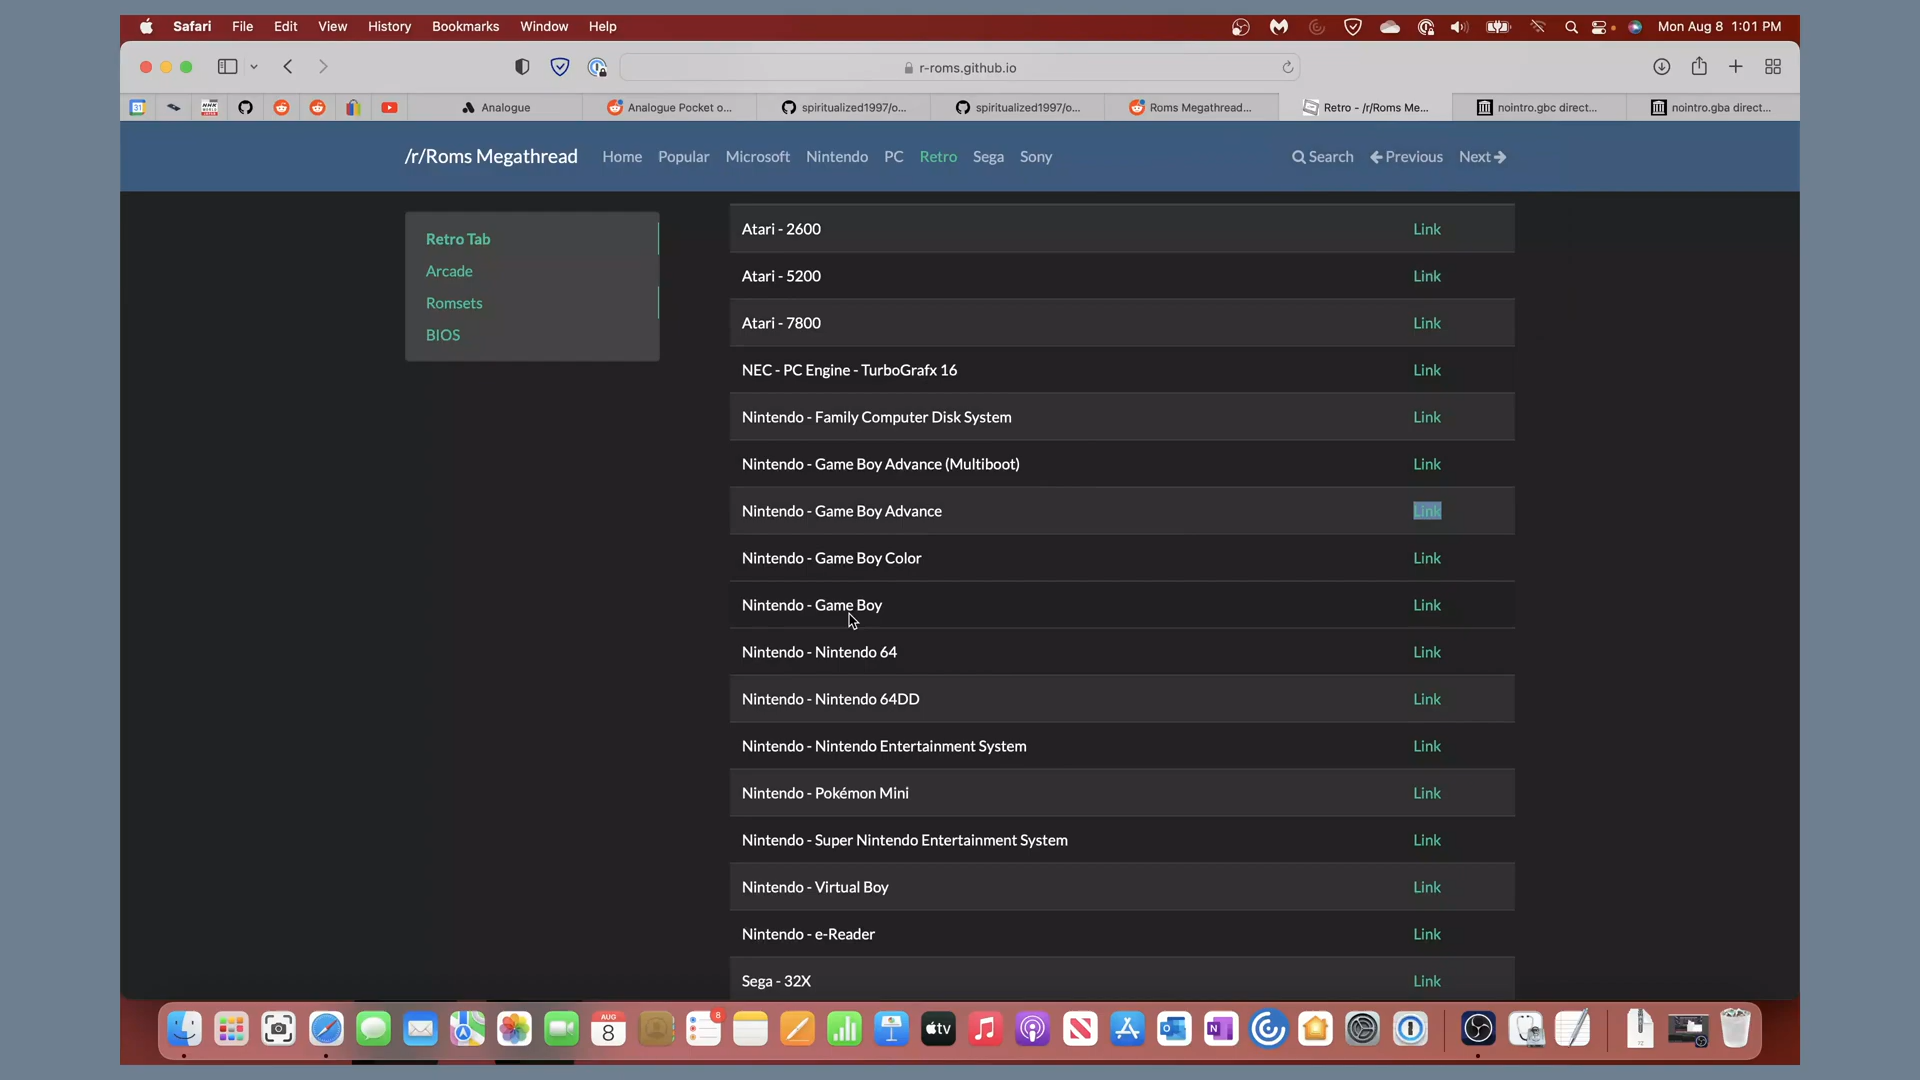 Safari File Edit View History Bookmarks Window Help Mon Aug 8 1:01 PM
r-roms.github.io
Analogue
Analogue Pocket o...
spiritualized1997/o...
spiritualized1997/o...
Roms Megathread...
Retro - /r/Roms Me...
nointro.gbc direct...
nointro.gba direct...
/r/Roms Megathread Home Popular Microsoft Nintendo PC Retro Sega Sony Search Previous Next
Retro Tab
Arcade
Romsets
BIOS
Atari - 2600 Link
Atari - 5200 Link
Atari - 7800 Link
NEC - PC Engine - TurboGrafx 16 Link
Nintendo - Family Computer Disk System Link
Nintendo - Game Boy Advance (Multiboot) Link
Nintendo - Game Boy Advance Link
Nintendo - Game Boy Color Link
Nintendo - Game Boy Link
Nintendo - Nintendo 64 Link
Nintendo - Nintendo 64DD Link
Nintendo - Nintendo Entertainment System Link
Nintendo - Pokémon Mini Link
Nintendo - Super Nintendo Entertainment System Link
Nintendo - Virtual Boy Link
Nintendo - e-Reader Link
Sega - 32X Link
AUG
8
8
tv